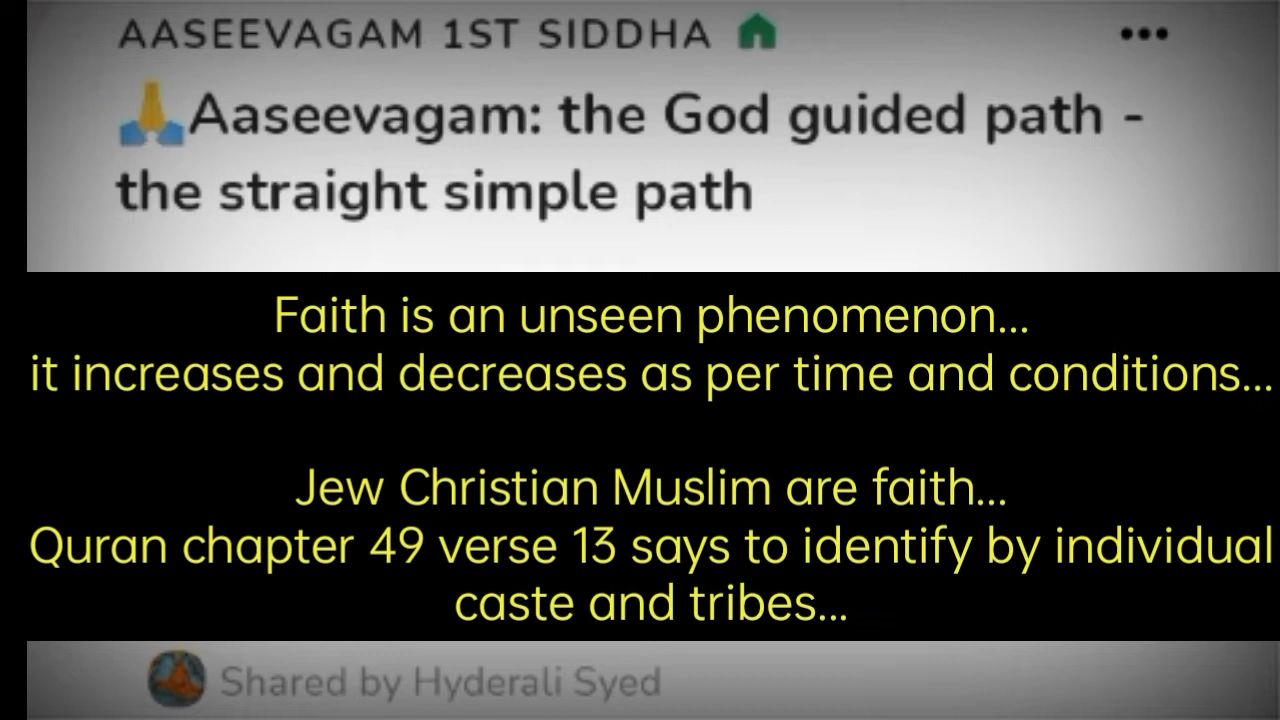 AASEEVAGAM 1ST SIDDHA
🙏Aaseevagam: the God guided path -
the straight simple path
Faith is an unseen phenomenon...
it increases and decreases as per time and conditions...
Jew Christian Muslim are faith...
Quran chapter 49 verse 13 says to identify by individual
caste and tribes...
Shared by Hyderali Syed